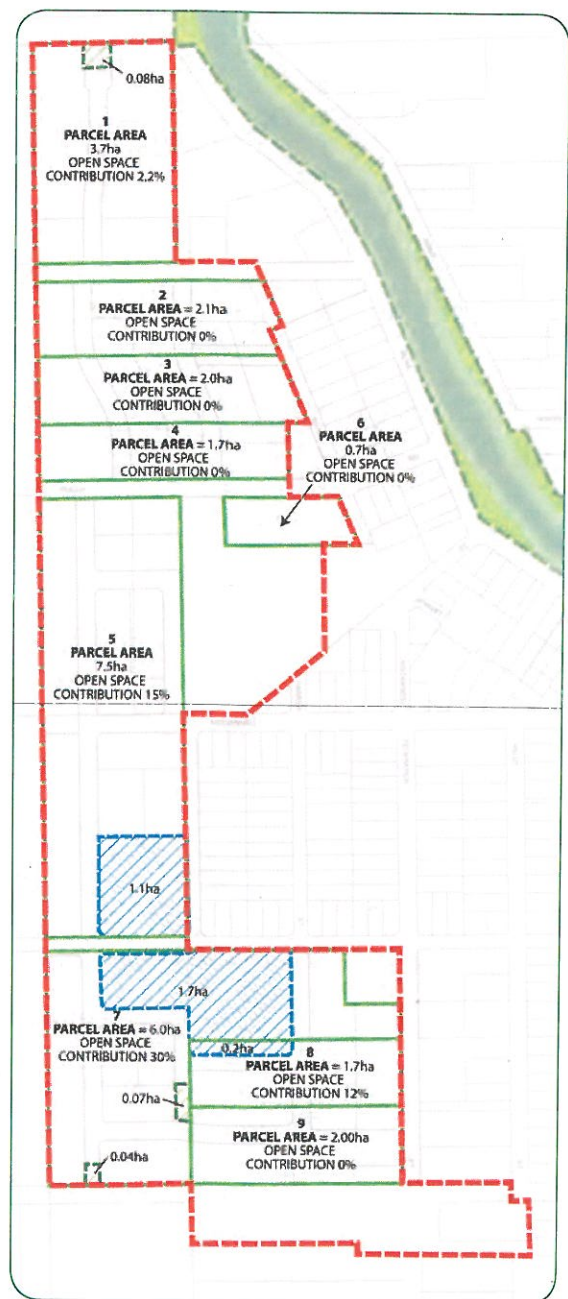 0.08ha
1
PARCEL AREA
3.7ha
OPEN SPACE
CONTRIBUTION 2.2%
2
PARCEL AREA = 2.1ha
OPEN SPACE
CONTRIBUTION 0%
3
PARCEL AREA = 2.0ha
OPEN SPACE
CONTRIBUTION 0%
4
PARCEL AREA = 1.7ha
OPEN SPACE
CONTRIBUTION 0%
6
PARCEL AREA
0.7ha
OPEN SPACE
CONTRIBUTION 0%
5
PARCEL AREA
7.5ha
OPEN SPACE
CONTRIBUTION 15%
1.1ha
1.7ha
7
PARCEL AREA = 6.0ha
OPEN SPACE
CONTRIBUTION 30%
0.2ha
8
PARCEL AREA = 1.7ha
OPEN SPACE
CONTRIBUTION 12%
0.07ha
9
PARCEL AREA = 2.00ha
OPEN SPACE
CONTRIBUTION 0%
0.04ha